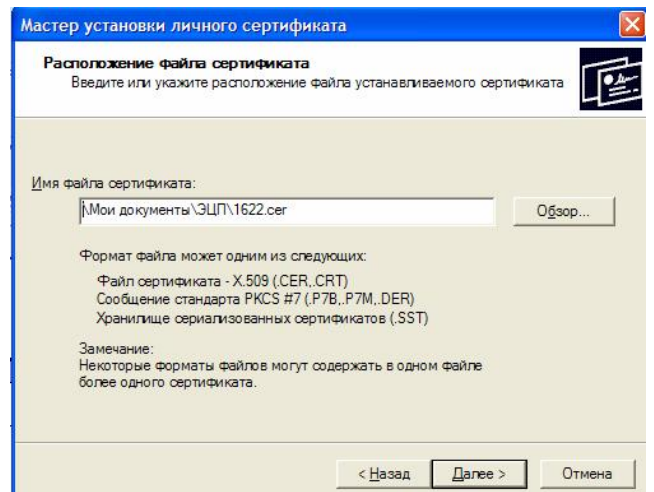 Мастер установки личного сертификата
Расположение файла сертификата
Введите или укажите расположение файла устанавливаемого сертификата
Имя файла сертификата:
\Мои документы\ЭЦП\1622.cer
Обзор...
Формат файла может одним из следующих:
Файл сертификата - X.509 (.CER,.CRT)
Сообщение стандарта PKCS #7 (.P7B,.P7M,.DER)
Хранилище сериализованных сертификатов (.SST)
Замечание:
Некоторые форматы файлов могут содержать в одном файле
более одного сертификата.
< Назад
Далее >
Отмена